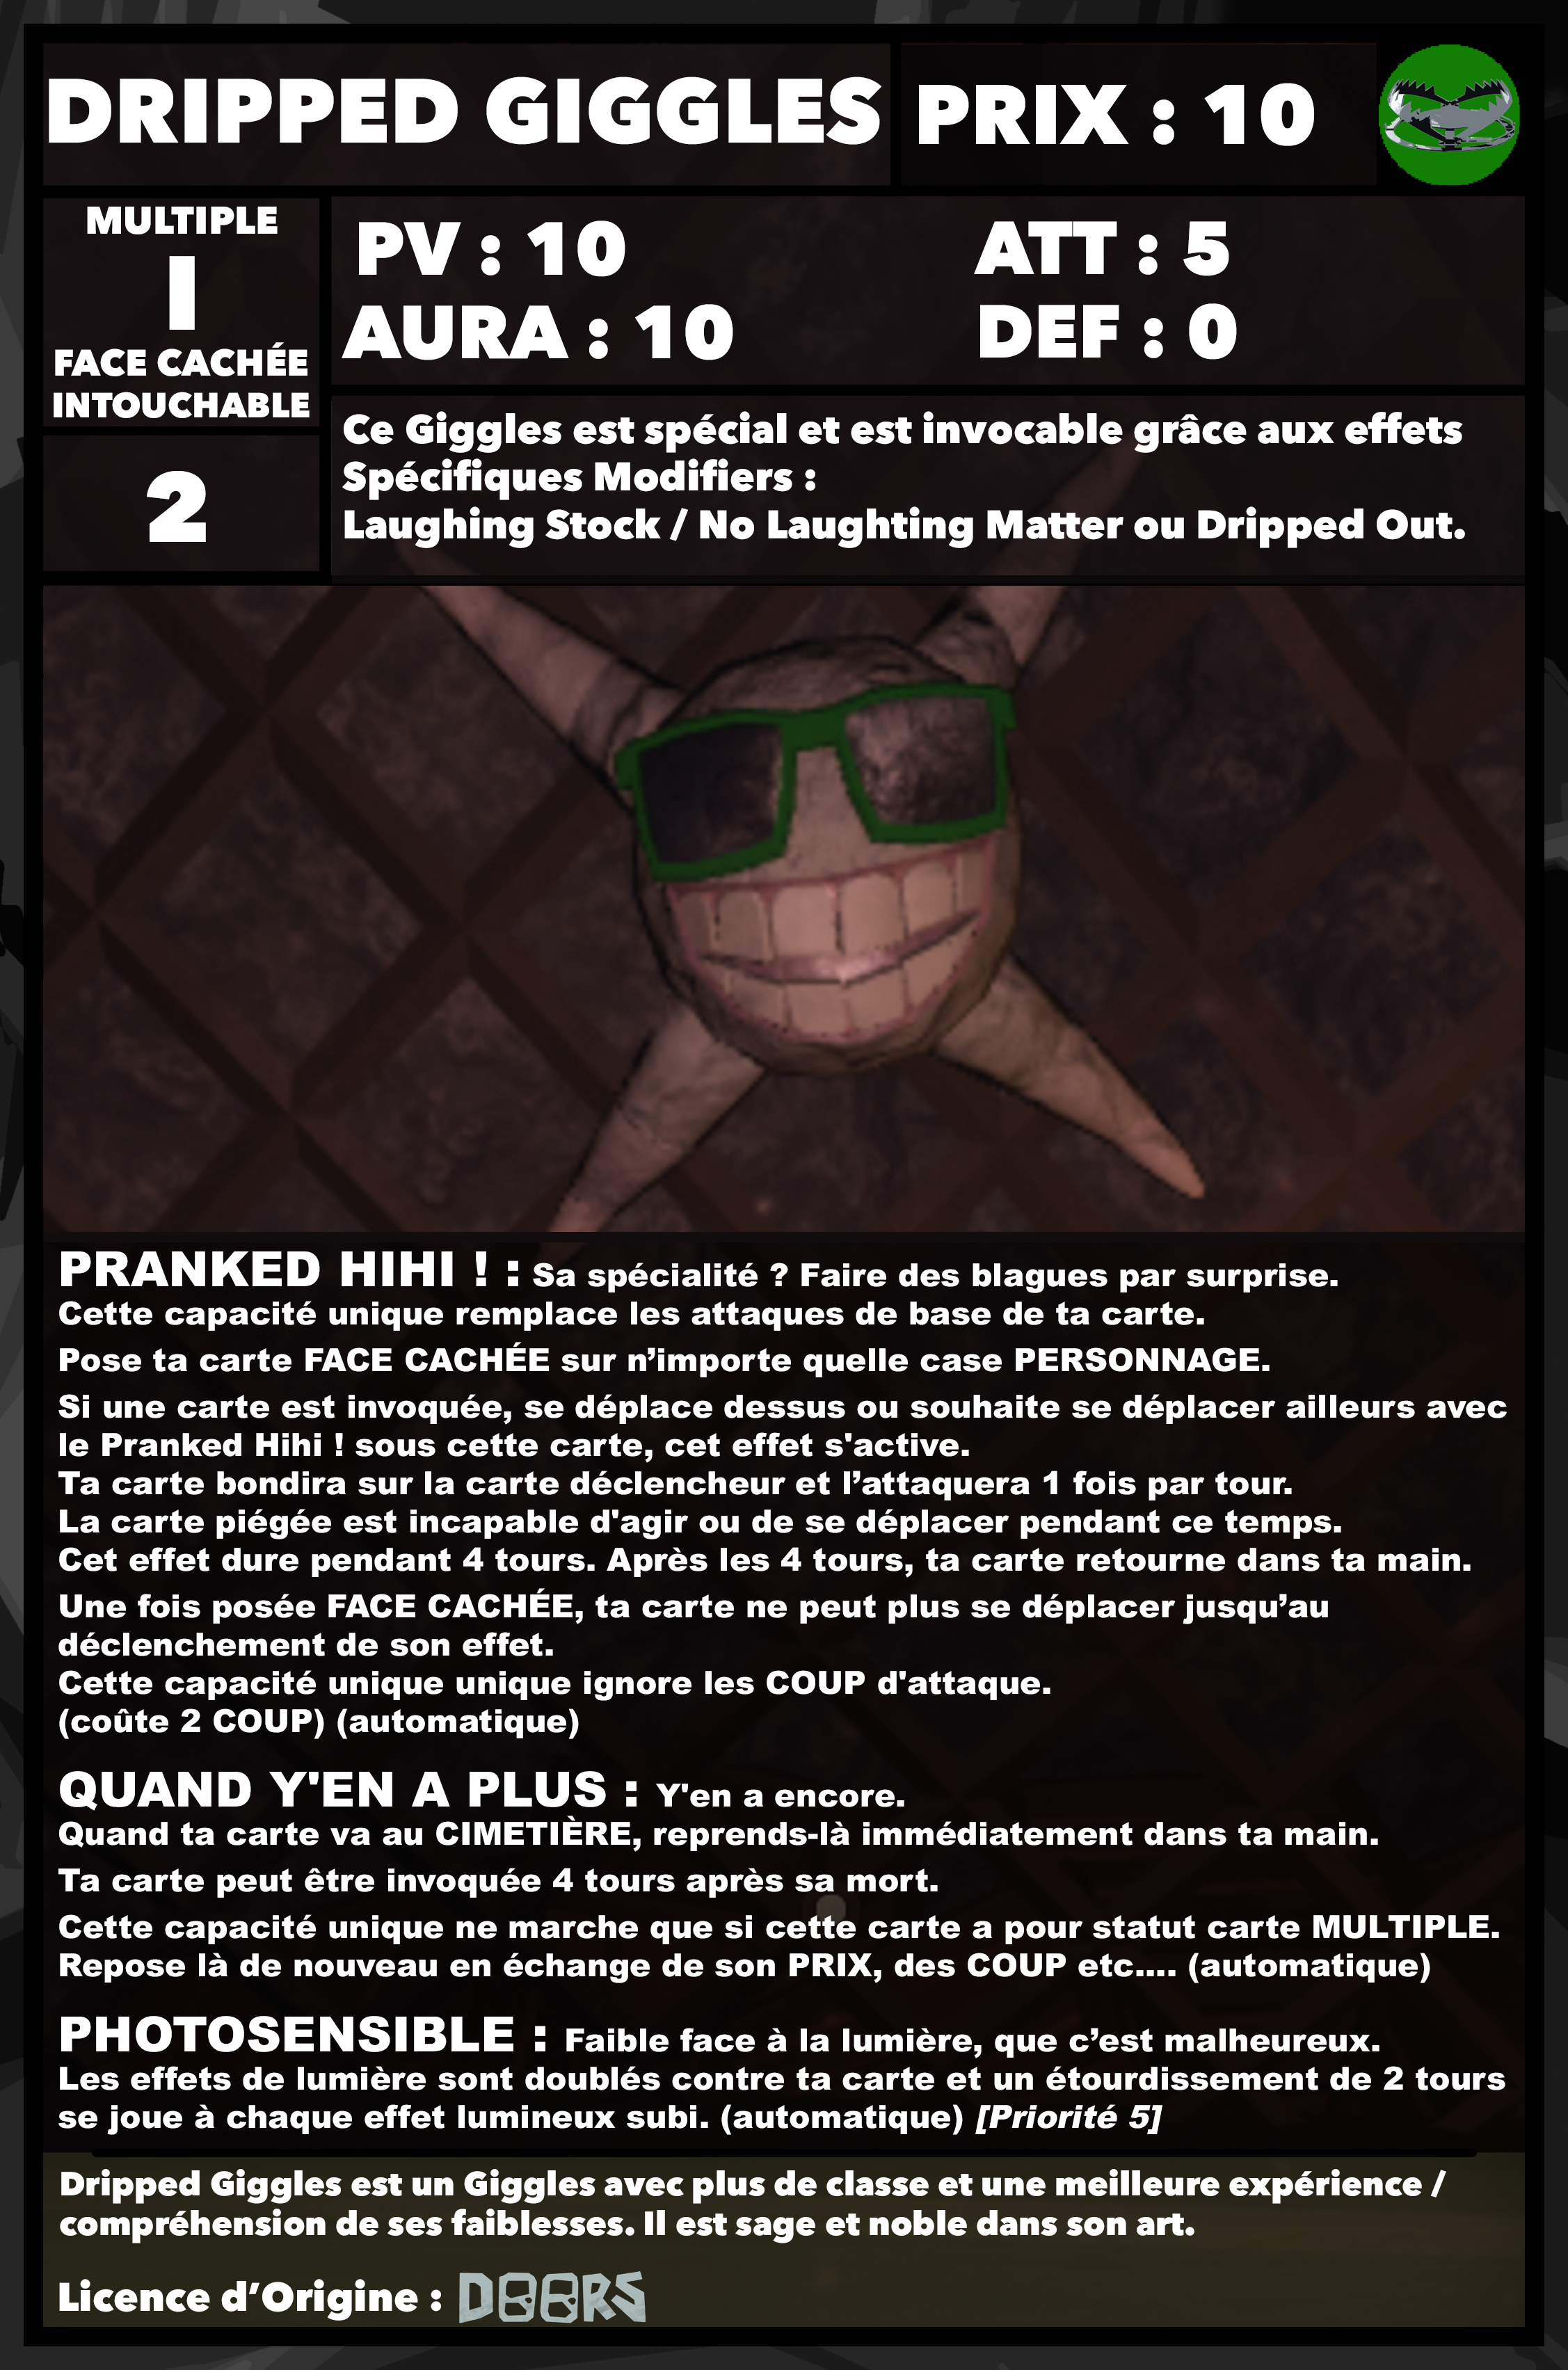 DRIPPED GIGGLES
PRIX : 10
MULTIPLE
I
FACE CACHÉE
INTOUCHABLE
2
PV : 10
ATT : 5
AURA : 10
DEF : 0
Ce Giggles est spécial et est invocable grâce aux effets
Spécifiques Modifiers :
Laughing Stock / No Laughting Matter ou Dripped Out.
PRANKED HIHI ! : Sa spécialité ? Faire des blagues par surprise.
Cette capacité unique remplace les attaques de base de ta carte.
Pose ta carte FACE CACHÉE sur n’importe quelle case PERSONNAGE.
Si une carte est invoquée, se déplace dessus ou souhaite se déplacer ailleurs avec
le Pranked Hihi ! sous cette carte, cet effet s'active.
Ta carte bondira sur la carte déclencheur et l’attaquera 1 fois par tour.
La carte piégée est incapable d'agir ou de se déplacer pendant ce temps.
Cet effet dure pendant 4 tours. Après les 4 tours, ta carte retourne dans ta main.
Une fois posée FACE CACHÉE, ta carte ne peut plus se déplacer jusqu’au
déclenchement de son effet.
Cette capacité unique unique ignore les COUP d'attaque.
(coûte 2 COUP) (automatique)
QUAND Y'EN A PLUS : Y'en a encore.
Quand ta carte va au CIMETIÈRE, reprends-là immédiatement dans ta main.
Ta carte peut être invoquée 4 tours après sa mort.
Cette capacité unique ne marche que si cette carte a pour statut carte MULTIPLE.
Repose là de nouveau en échange de son PRIX, des COUP etc.... (automatique)
PHOTOSENSIBLE : Faible face à la lumière, que c’est malheureux.
Les effets de lumière sont doublés contre ta carte et un étourdissement de 2 tours
se joue à chaque effet lumineux subi. (automatique) [Priorité 5]
Dripped Giggles est un Giggles avec plus de classe et une meilleure expérience /
compréhension de ses faiblesses. Il est sage et noble dans son art.
Licence d’Origine : DOORS